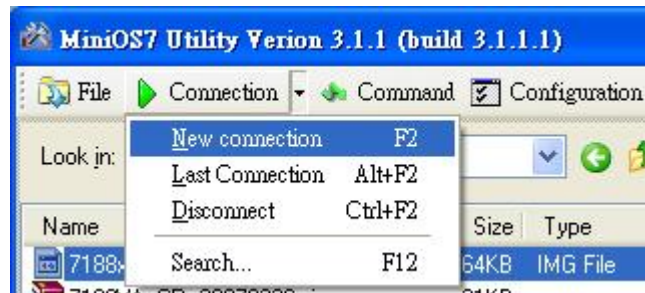 MiniOS7 Utility Verion 3.1.1 (build 3.1.1.1)
File Connection Command Configuration
New connection F2
Look in:
Last Connection Alt+F2
Disconnect Ctrl+F2
Name Size Type
Search... F12
7188x 64KB IMG File